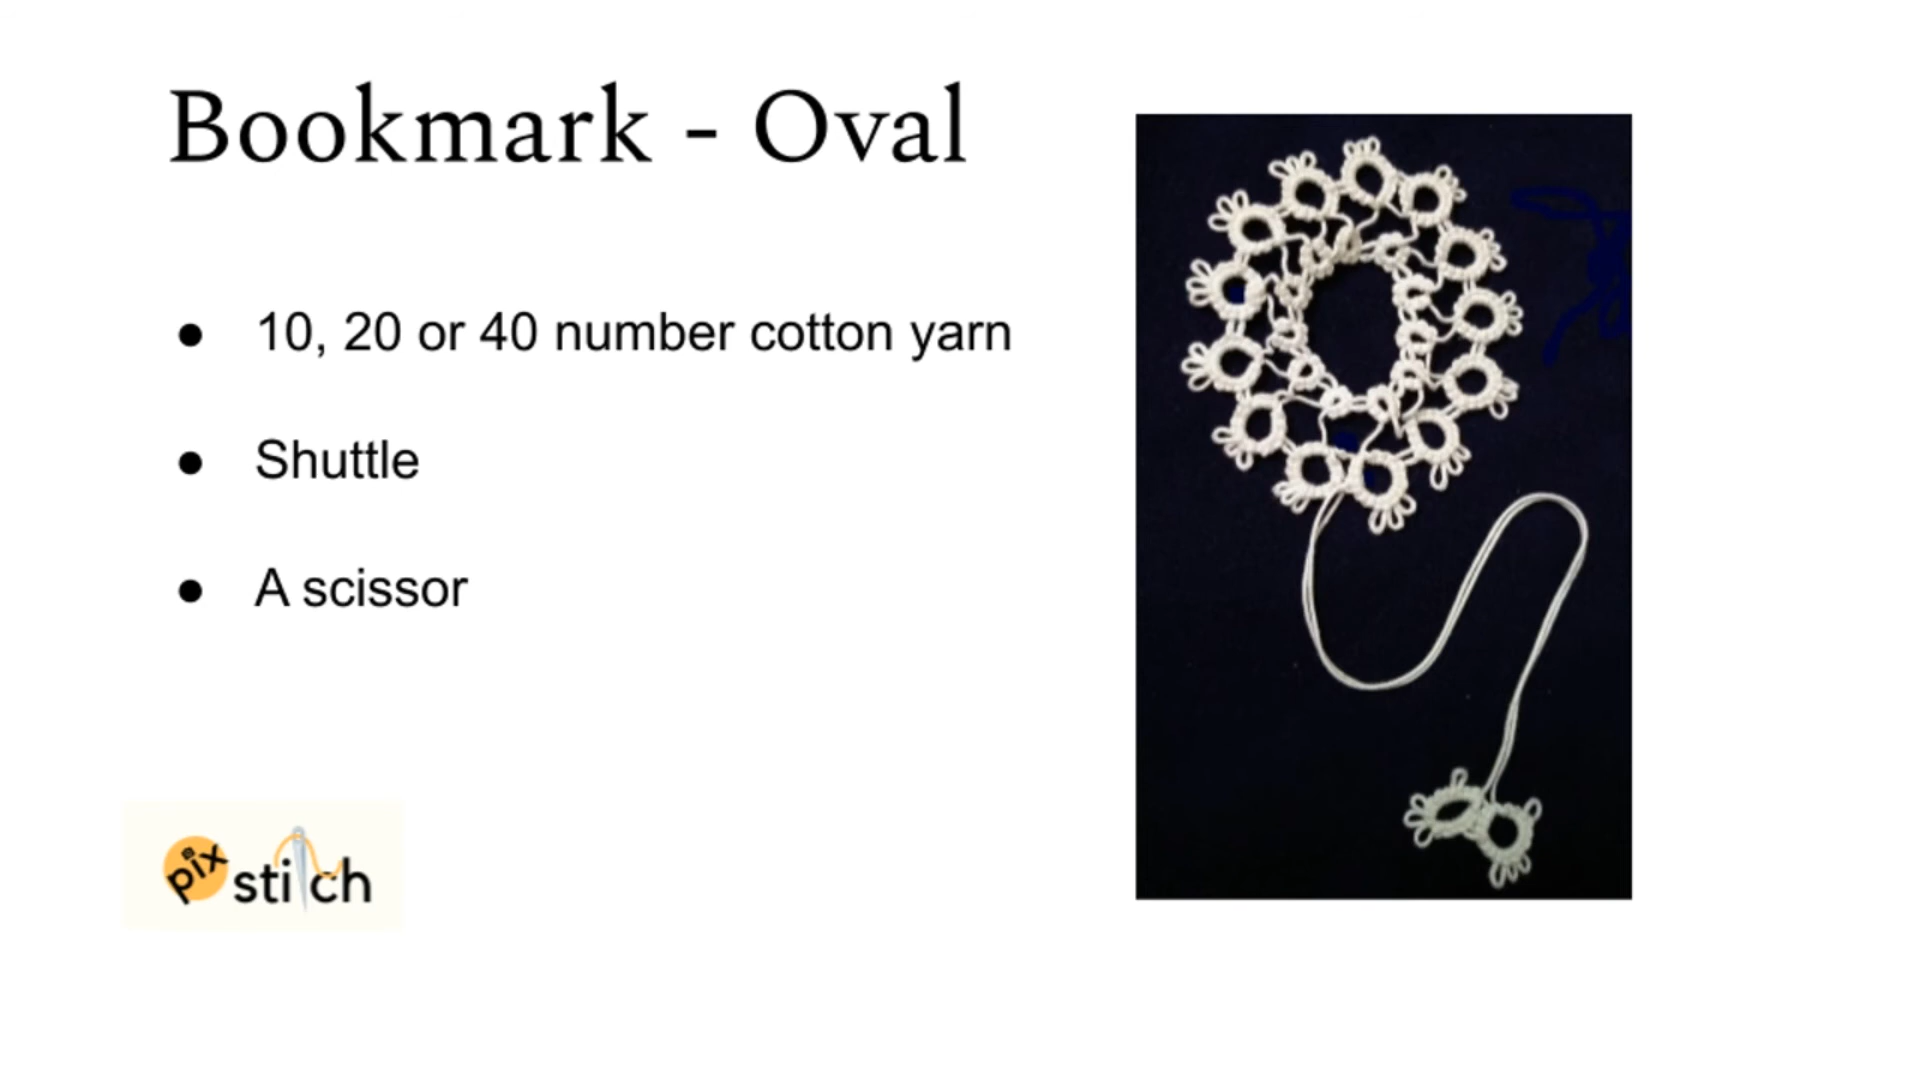 Bookmark - Oval
● 10, 20 or 40 number cotton yarn
● Shuttle
● A scissor
pix stitch